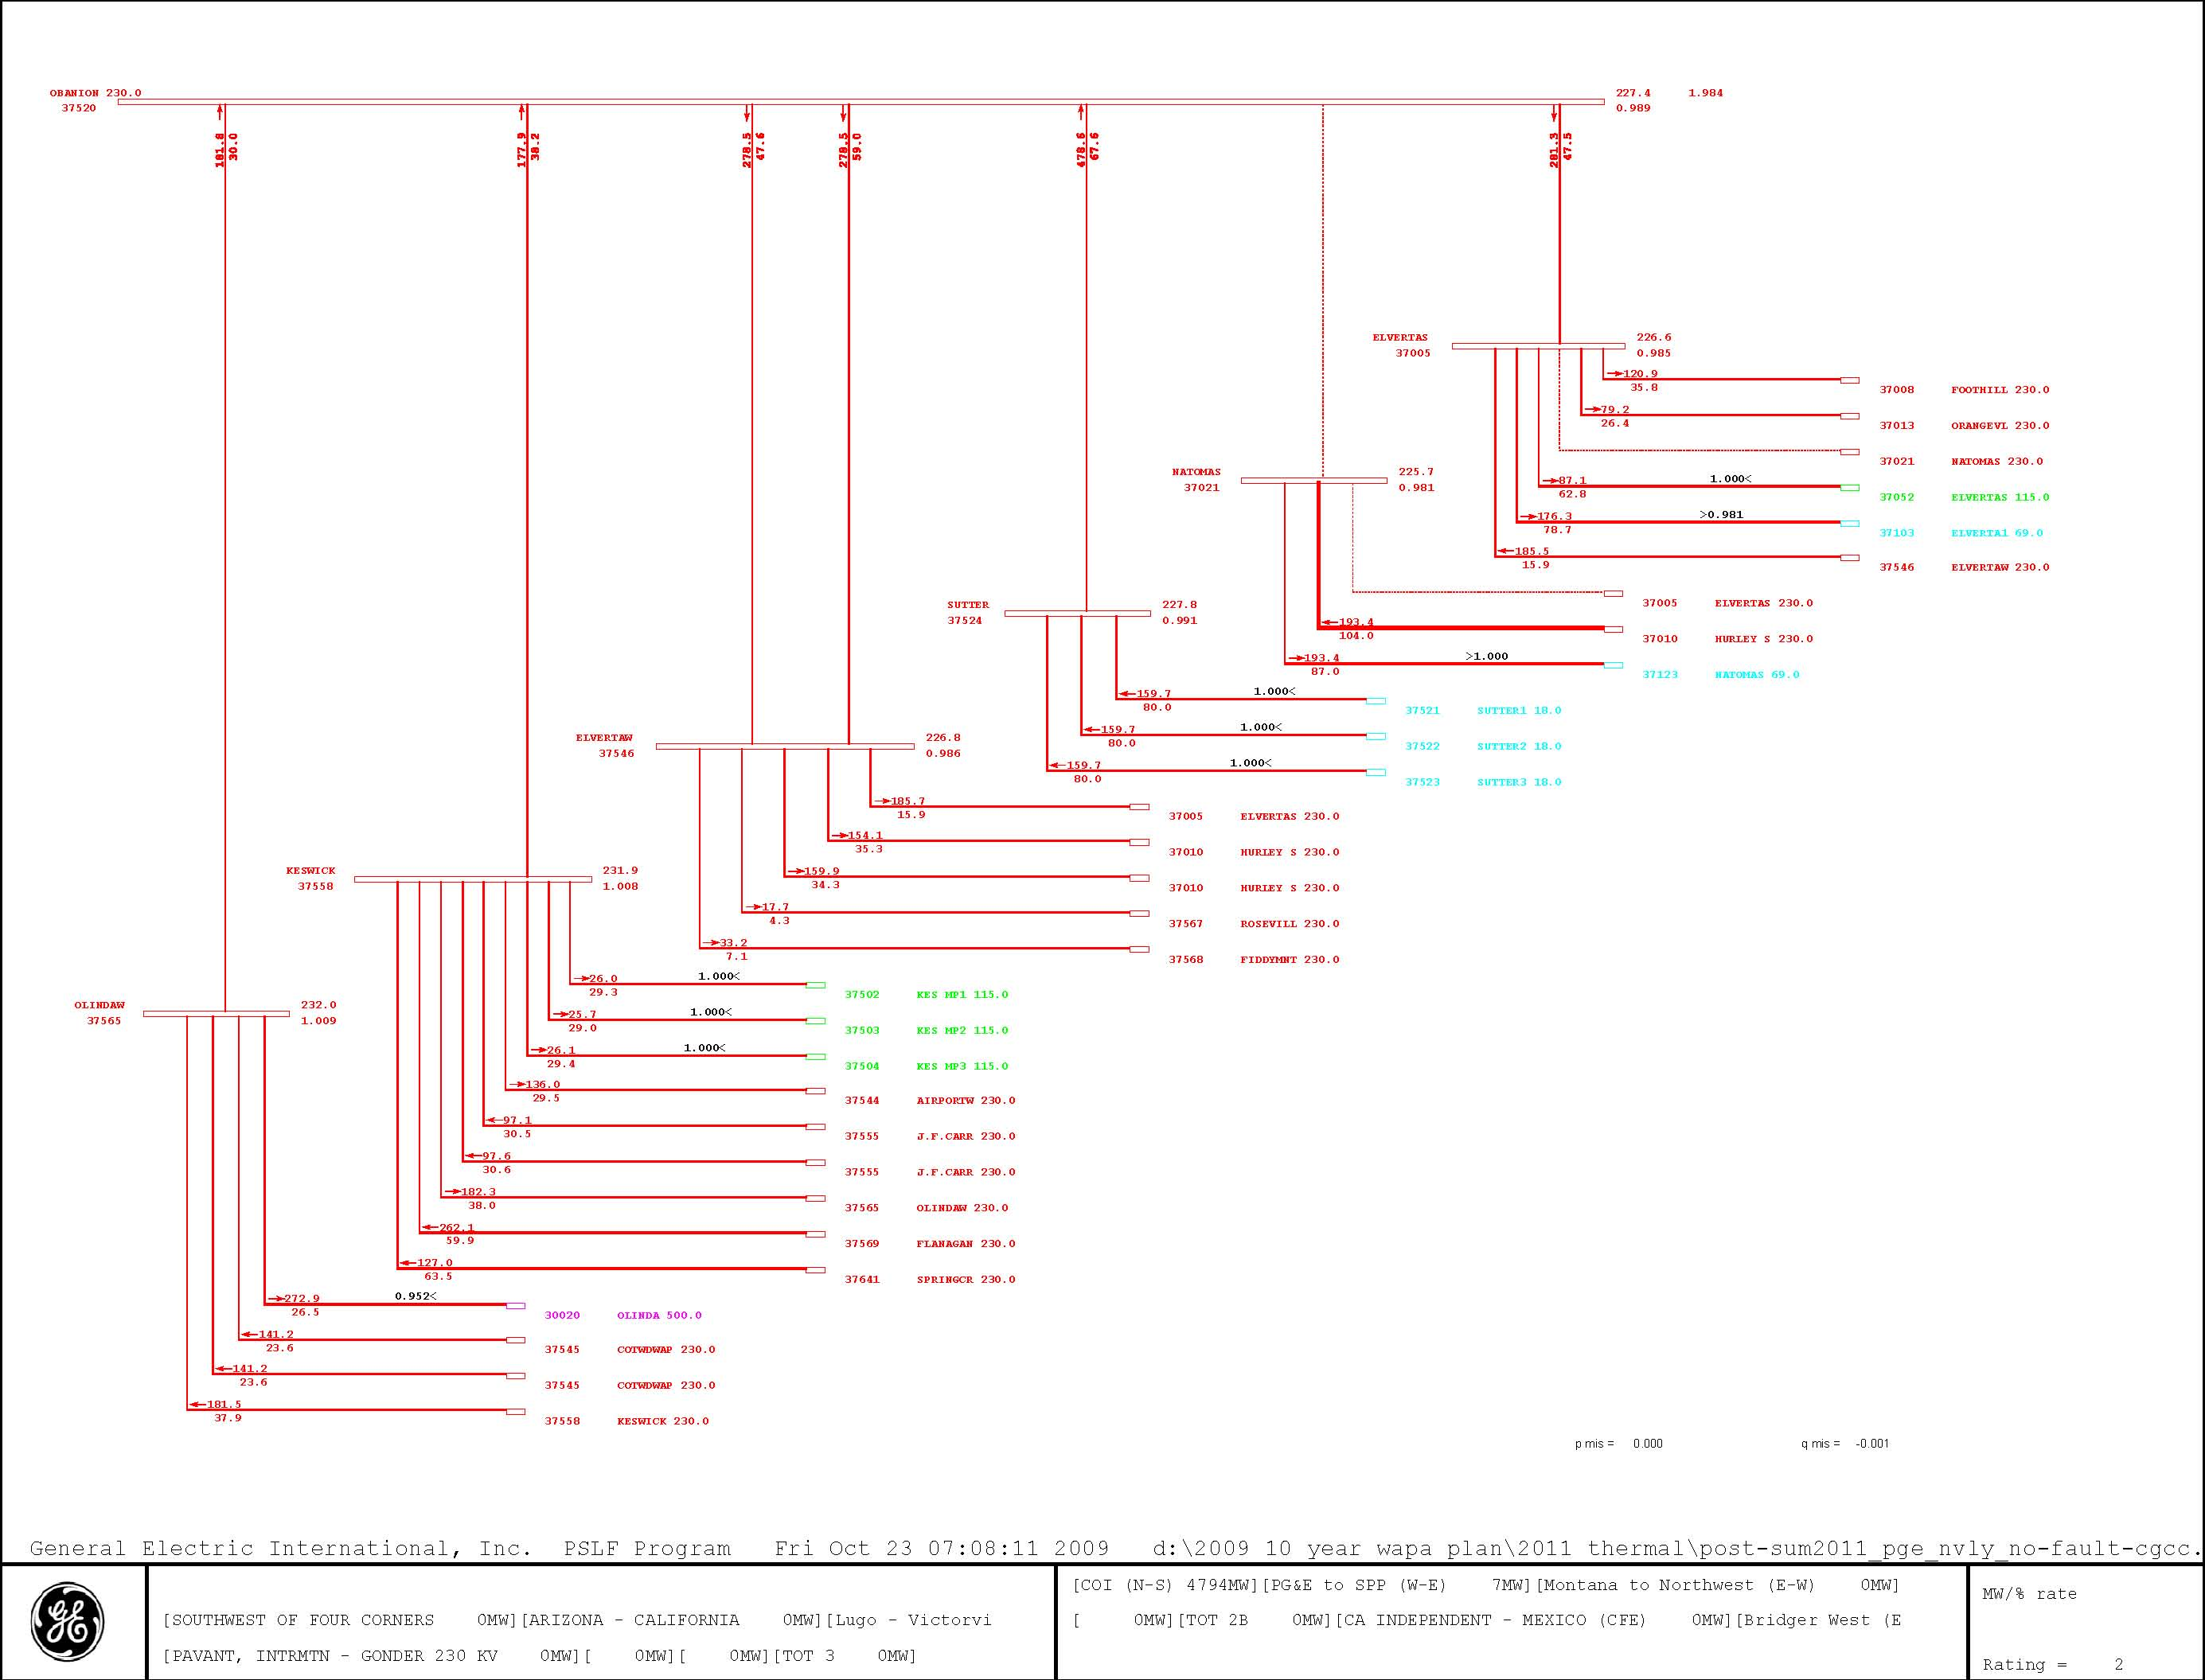 OBANION 230.0
37520
227.4 1.984
0.989
181.8
30.0
177.9
38.2
278.5
47.6
278.5
59.0
478.6
67.6
281.3
47.5
ELVERTAS
37005
226.6
0.985
120.9
35.8
37008 FOOTHILL 230.0
79.2
26.4
37013 ORANGEVL 230.0
37021 NATOMAS 230.0
87.1
62.8
1.000<
37052 ELVERTAS 115.0
176.3
78.7
>0.981
37103 ELVERTA1 69.0
185.5
15.9
37546 ELVERTAW 230.0
NATOMAS
37021
225.7
0.981
37005 ELVERTAS 230.0
193.4
104.0
37010 HURLEY S 230.0
193.4
87.0
>1.000
37123 NATOMAS 69.0
SUTTER
37524
227.8
0.991
159.7
80.0
1.000<
37521 SUTTER1 18.0
159.7
80.0
1.000<
37522 SUTTER2 18.0
159.7
80.0
1.000<
37523 SUTTER3 18.0
ELVERTAW
37546
226.8
0.986
185.7
15.9
37005 ELVERTAS 230.0
154.1
35.3
37010 HURLEY S 230.0
159.9
34.3
37010 HURLEY S 230.0
17.7
4.3
37567 ROSEVILL 230.0
33.2
7.1
37568 FIDDYMNT 230.0
KESWICK
37558
231.9
1.008
26.0
29.3
1.000<
37502 KES MP1 115.0
25.7
29.0
1.000<
37503 KES MP2 115.0
26.1
29.4
1.000<
37504 KES MP3 115.0
136.0
29.5
37544 AIRPORTW 230.0
97.1
30.5
37555 J.F.CARR 230.0
97.6
30.6
37555 J.F.CARR 230.0
182.3
38.0
37565 OLINDAW 230.0
262.1
59.9
37569 FLANAGAN 230.0
127.0
63.5
37641 SPRINGCR 230.0
OLINDAW
37565
232.0
1.009
272.9
26.5
0.952<
30020 OLINDA 500.0
141.2
23.6
37545 COTWDWAP 230.0
141.2
23.6
37545 COTWDWAP 230.0
181.5
37.9
37558 KESWICK 230.0
p mis = 0.000 q mis = -0.001
General Electric International, Inc. PSLF Program Fri Oct 23 07:08:11 2009 d:\2009 10 year wapa plan\2011 thermal\post-sum2011_pge_nvly_no-fault-cgcc.
GE
[SOUTHWEST OF FOUR CORNERS 0MW][ARIZONA - CALIFORNIA 0MW][Lugo - Victorvi
[PAVANT, INTRMTN - GONDER 230 KV 0MW][ 0MW][ 0MW][TOT 3 0MW]
[COI (N-S) 4794MW][PG&E to SPP (W-E) 7MW][Montana to Northwest (E-W) 0MW]
[ 0MW][TOT 2B 0MW][CA INDEPENDENT - MEXICO (CFE) 0MW][Bridger West (E
MW/% rate
Rating = 2